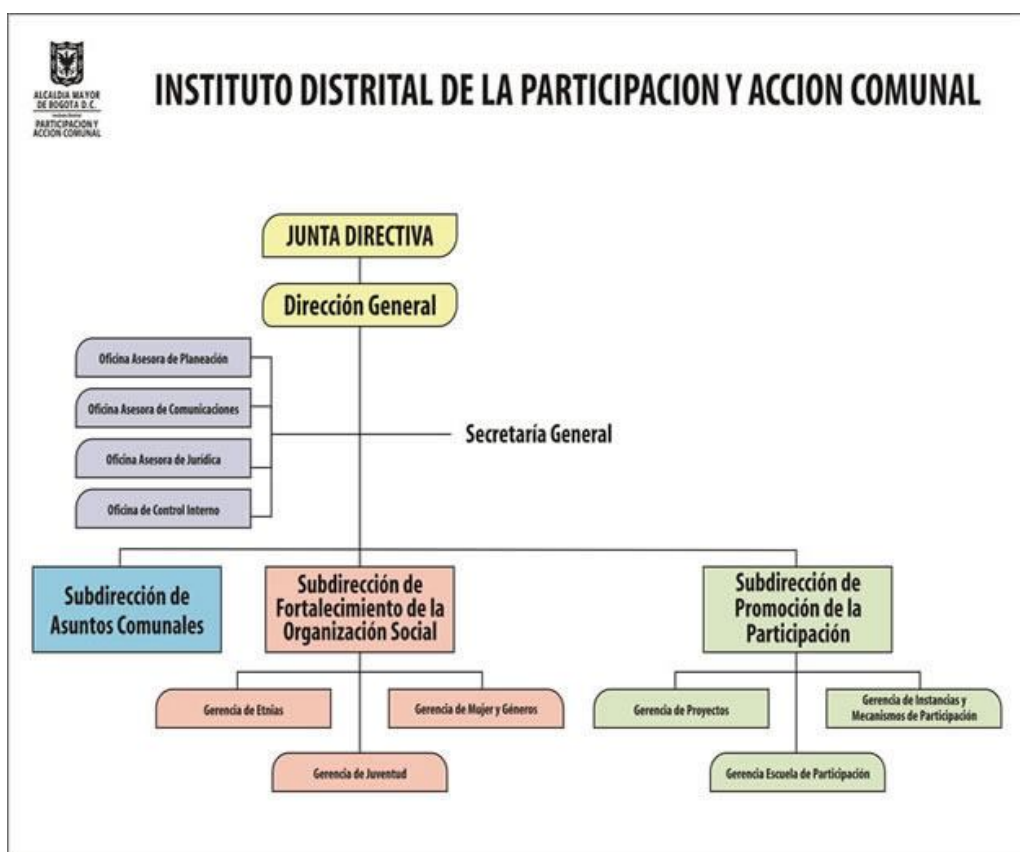 ALCALDIA MAYOR
DE BOGOTA D.C.
PARTICIPACION Y
ACCION COMUNAL
INSTITUTO DISTRITAL DE LA PARTICIPACION Y ACCION COMUNAL
JUNTA DIRECTIVA
Dirección General
Oficina Asesora de Planeación
Oficina Asesora de Comunicaciones
Secretaría General
Oficina Asesora de Jurídica
Oficina de Control Interno
Subdirección de
Asuntos Comunales
Subdirección de
Fortalecimiento de la
Organización Social
Subdirección de
Promoción de la
Participación
Gerencia de Etnias
Gerencia de Mujer y Géneros
Gerencia de Juventud
Gerencia de Proyectos
Gerencia de Instancias y
Mecanismos de Participación
Gerencia Escuela de Participación